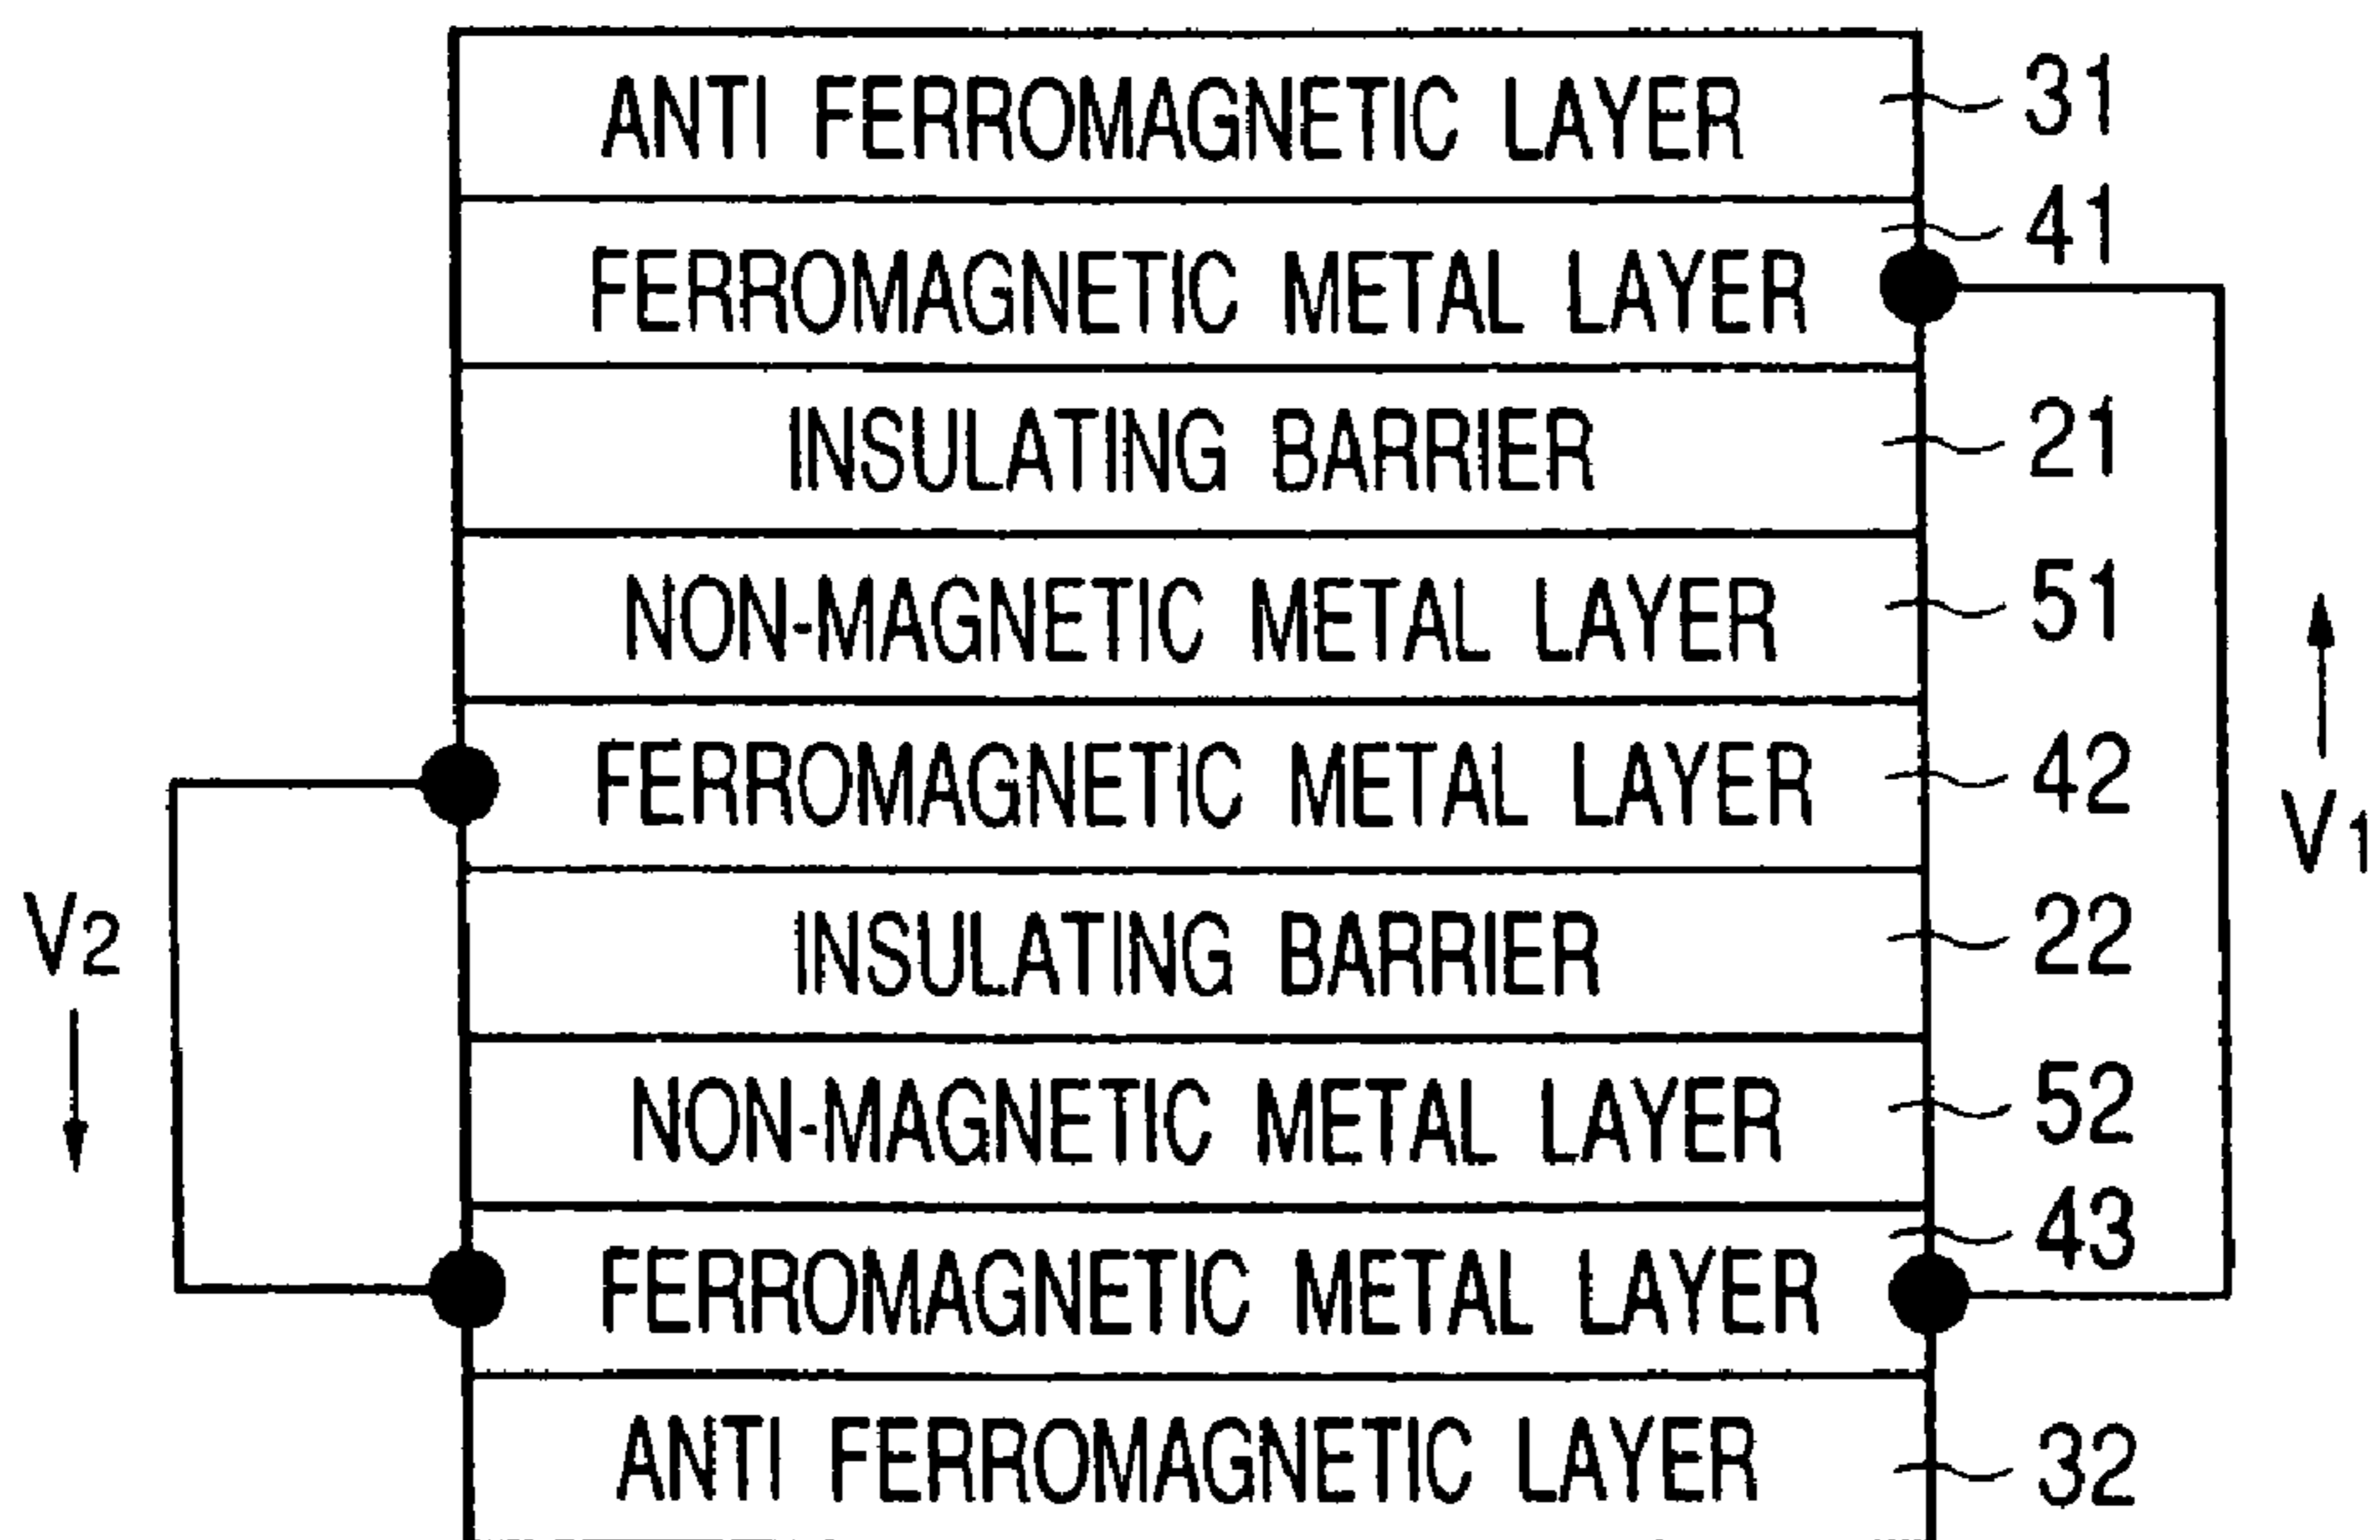 ANTI FERROMAGNETIC LAYER 31
FERROMAGNETIC METAL LAYER 41
INSULATING BARRIER 21
NON-MAGNETIC METAL LAYER 51
FERROMAGNETIC METAL LAYER 42
V1
V2
INSULATING BARRIER 22
NON-MAGNETIC METAL LAYER 52
FERROMAGNETIC METAL LAYER 43
ANTI FERROMAGNETIC LAYER 32